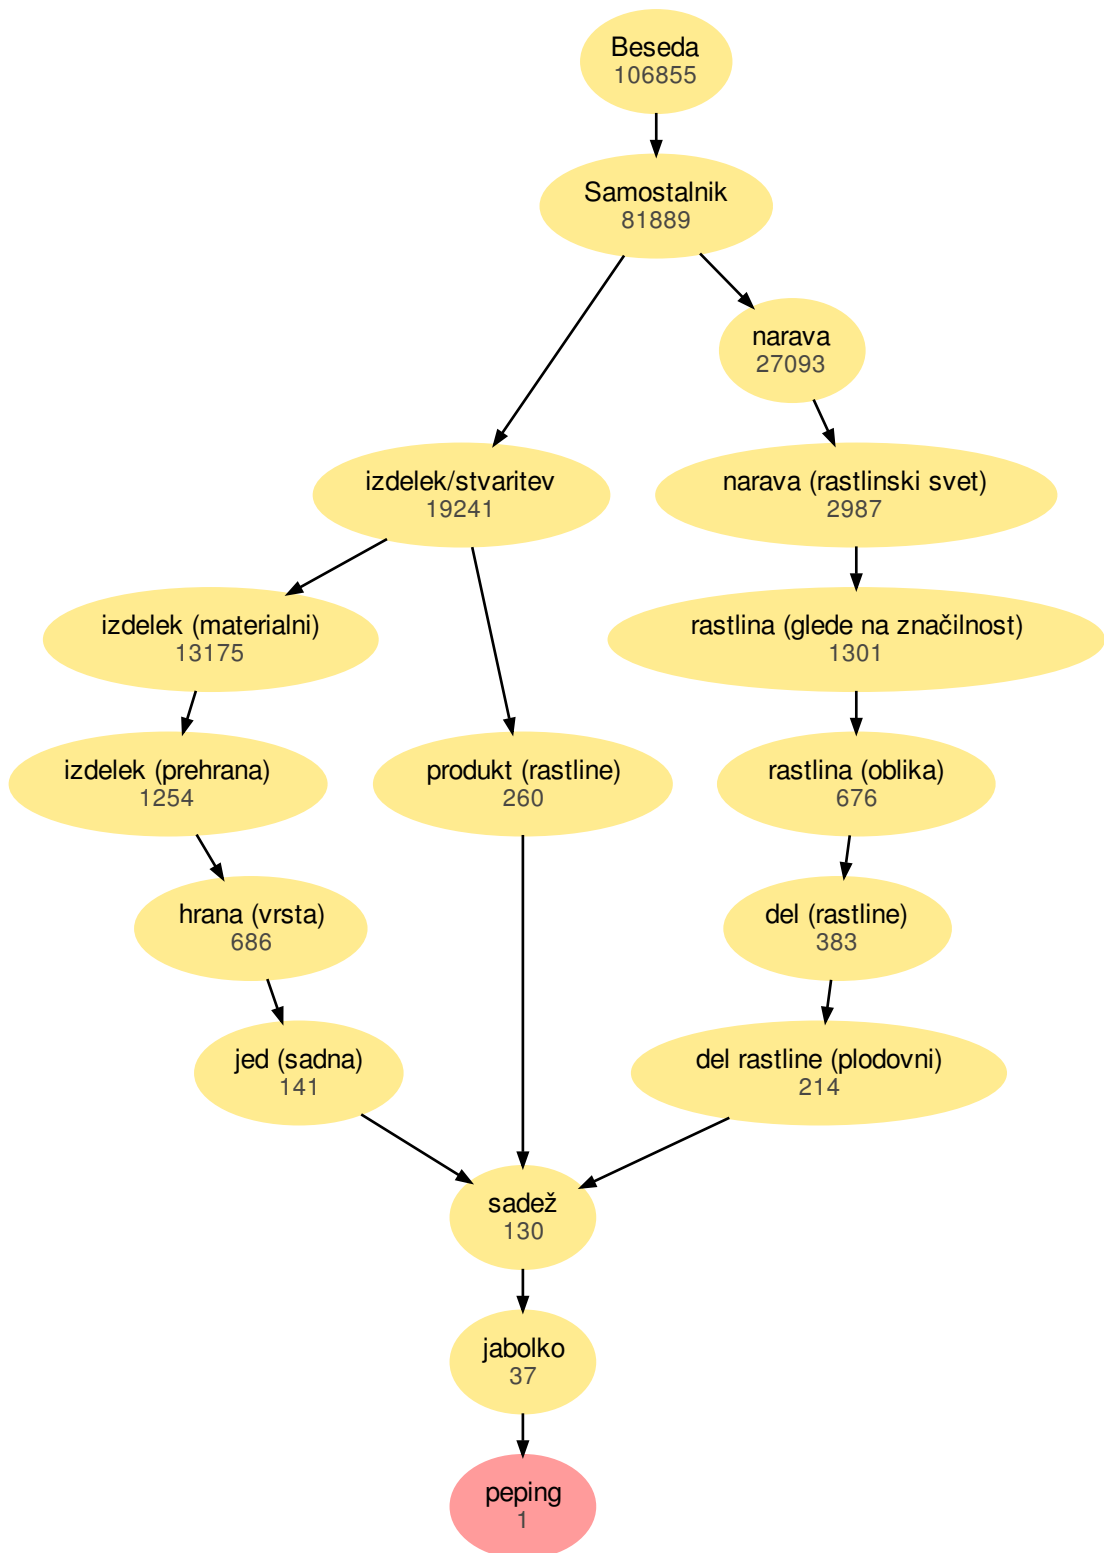 Beseda
106855
Samostalnik
81889
narava
27093
izdelek/stvaritev
19241
narava (rastlinski svet)
2987
izdelek (materialni)
13175
rastlina (glede na značilnost)
1301
izdelek (prehrana)
1254
produkt (rastline)
260
rastlina (oblika)
676
hrana (vrsta)
686
del (rastline)
383
jed (sadna)
141
del rastline (plodovni)
214
sadež
130
jabolko
37
peping
1